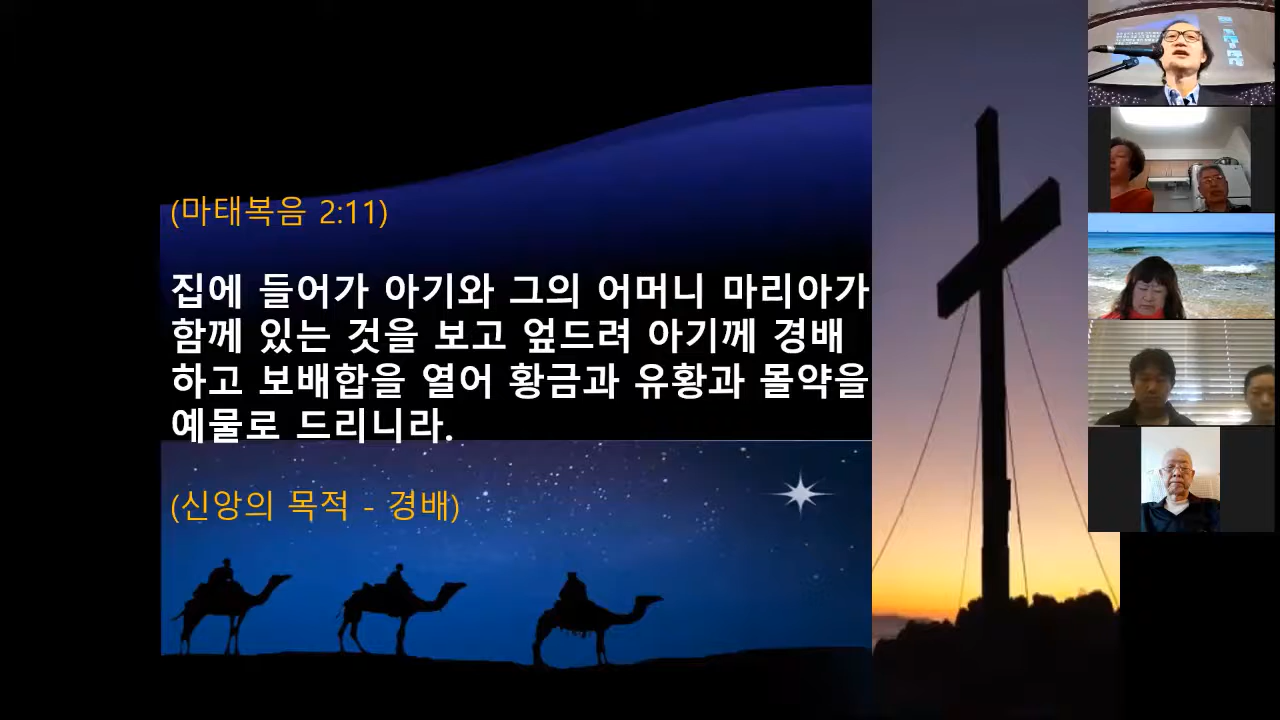 (마태복음 2:11)
집에 들어가 아기와 그의 어머니 마리아가
함께 있는 것을 보고 엎드려 아기께 경배
하고 보배합을 열어 황금과 유황과 몰약을
예물로 드리니라.
(신앙의 목적 - 경배)